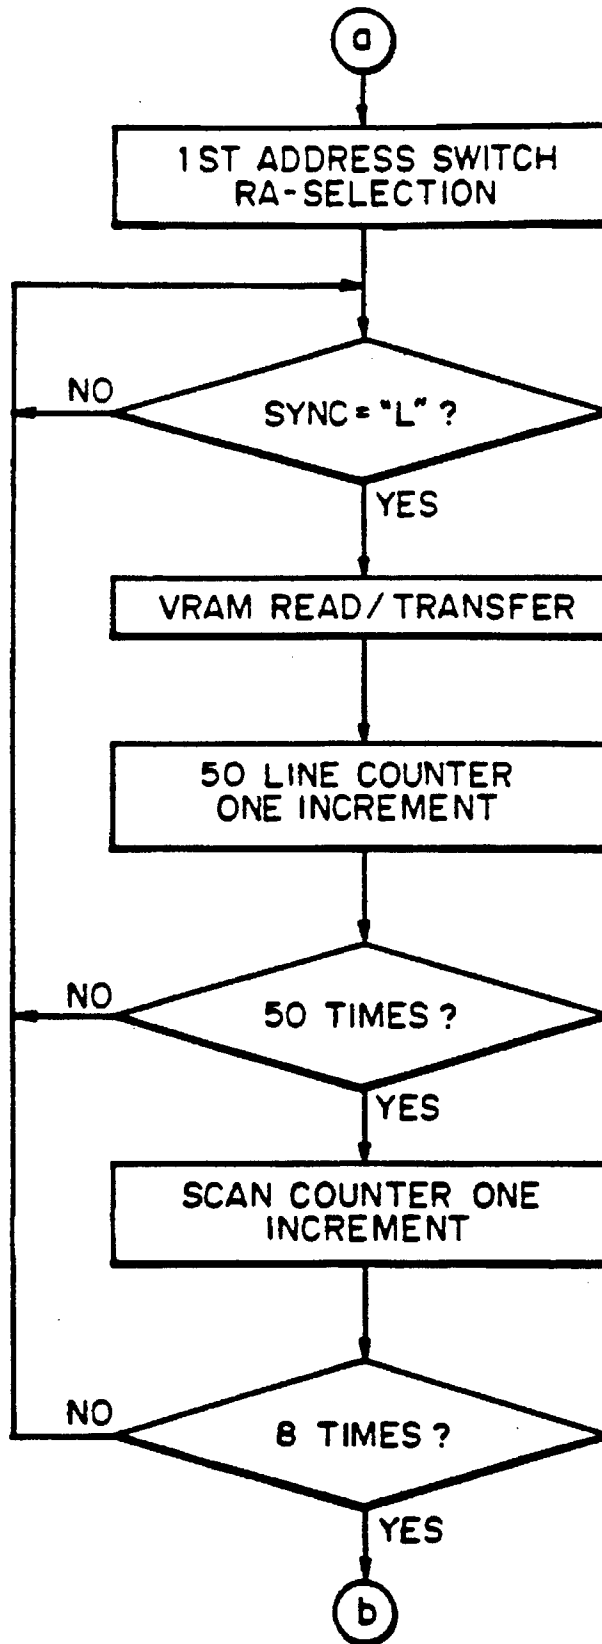 a
1ST ADDRESS SWITCH
RA-SELECTION
NO
SYNC = "L" ?
YES
VRAM READ/TRANSFER
50 LINE COUNTER
ONE INCREMENT
NO
50 TIMES ?
YES
SCAN COUNTER ONE
INCREMENT
NO
8 TIMES ?
YES
b